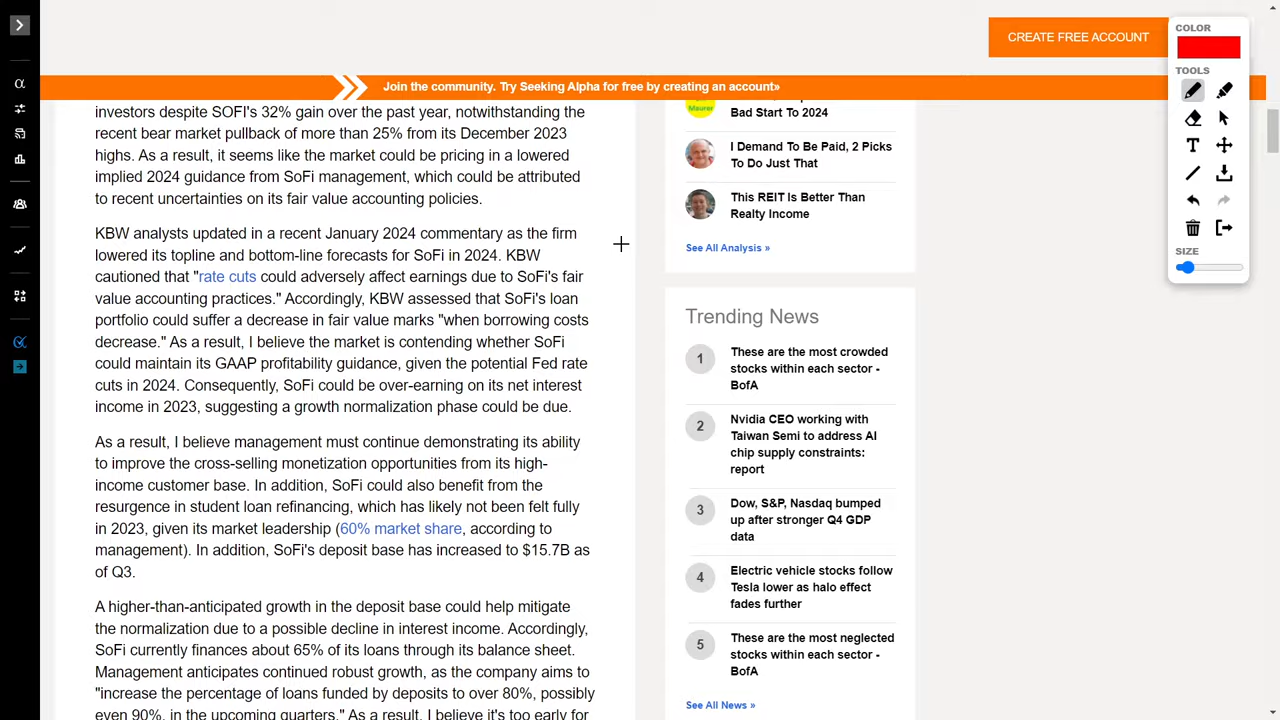 CREATE FREE ACCOUNT
Join the community. Try Seeking Alpha for free by creating an account»
investors despite SOFI's 32% gain over the past year, notwithstanding the
recent bear market pullback of more than 25% from its December 2023
highs. As a result, it seems like the market could be pricing in a lowered
implied 2024 guidance from SoFi management, which could be attributed
to recent uncertainties on its fair value accounting policies.
KBW analysts updated in a recent January 2024 commentary as the firm
lowered its topline and bottom-line forecasts for SoFi in 2024. KBW
cautioned that "rate cuts could adversely affect earnings due to SoFi's fair
value accounting practices." Accordingly, KBW assessed that SoFi's loan
portfolio could suffer a decrease in fair value marks "when borrowing costs
decrease." As a result, I believe the market is contending whether SoFi
could maintain its GAAP profitability guidance, given the potential Fed rate
cuts in 2024. Consequently, SoFi could be over-earning on its net interest
income in 2023, suggesting a growth normalization phase could be due.
As a result, I believe management must continue demonstrating its ability
to improve the cross-selling monetization opportunities from its high-
income customer base. In addition, SoFi could also benefit from the
resurgence in student loan refinancing, which has likely not been felt fully
in 2023, given its market leadership (60% market share, according to
management). In addition, SoFi's deposit base has increased to $15.7B as
of Q3.
A higher-than-anticipated growth in the deposit base could help mitigate
the normalization due to a possible decline in interest income. Accordingly,
SoFi currently finances about 65% of its loans through its balance sheet.
Management anticipates continued robust growth, as the company aims to
"increase the percentage of loans funded by deposits to over 80%, possibly
even 90%, in the upcoming quarters." As a result, I believe it's too early for
Maurer
Bad Start To 2024
I Demand To Be Paid, 2 Picks
To Do Just That
This REIT Is Better Than
Realty Income
See All Analysis »
Trending News
1
These are the most crowded
stocks within each sector -
BofA
2
Nvidia CEO working with
Taiwan Semi to address AI
chip supply constraints:
report
3
Dow, S&P, Nasdaq bumped
up after stronger Q4 GDP
data
4
Electric vehicle stocks follow
Tesla lower as halo effect
fades further
5
These are the most neglected
stocks within each sector -
BofA
See All News »
COLOR
TOOLS
T
SIZE